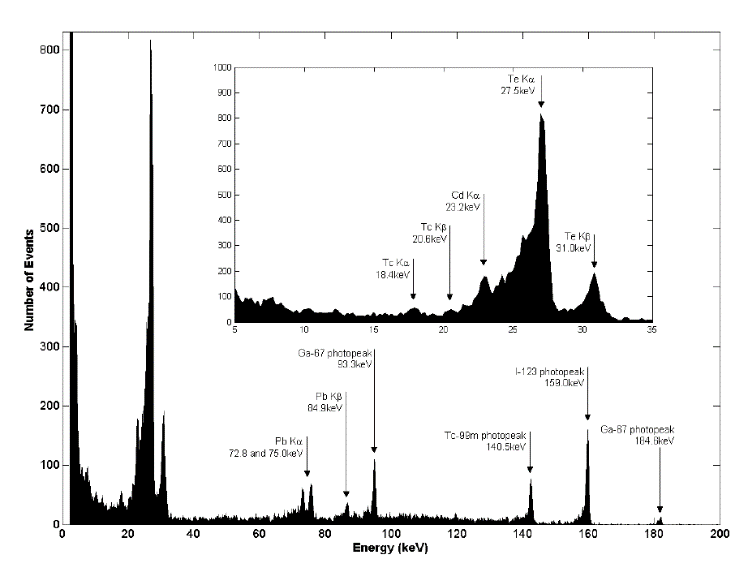 800
700
600
500
400
300
200
100
0
Number of Events
0 20 40 60 80 100 120 140 160 180 200
Energy (keV)
1000
900
800
700
600
500
400
300
200
100
0
5 10 15 20 25 30 35
Te Kα
27.5keV
Cd Kα
23.2keV
Tc Kβ
20.6keV
Tc Kα
18.4keV
Te Kβ
31.0keV
Ga-67 photopeak
93.3keV
Pb Kβ
84.9keV
Pb Kα
72.8 and 75.0keV
I-123 photopeak
159.0keV
Tc-99m photopeak
140.5keV
Ga-67 photopeak
184.6keV